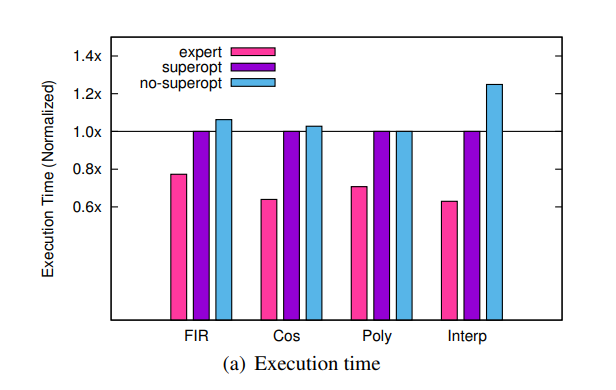 1.4x
1.2x
1.0x
0.8x
0.6x
Execution Time (Normalized)
expert
superopt
no-superopt
FIR Cos Poly Interp
(a) Execution time